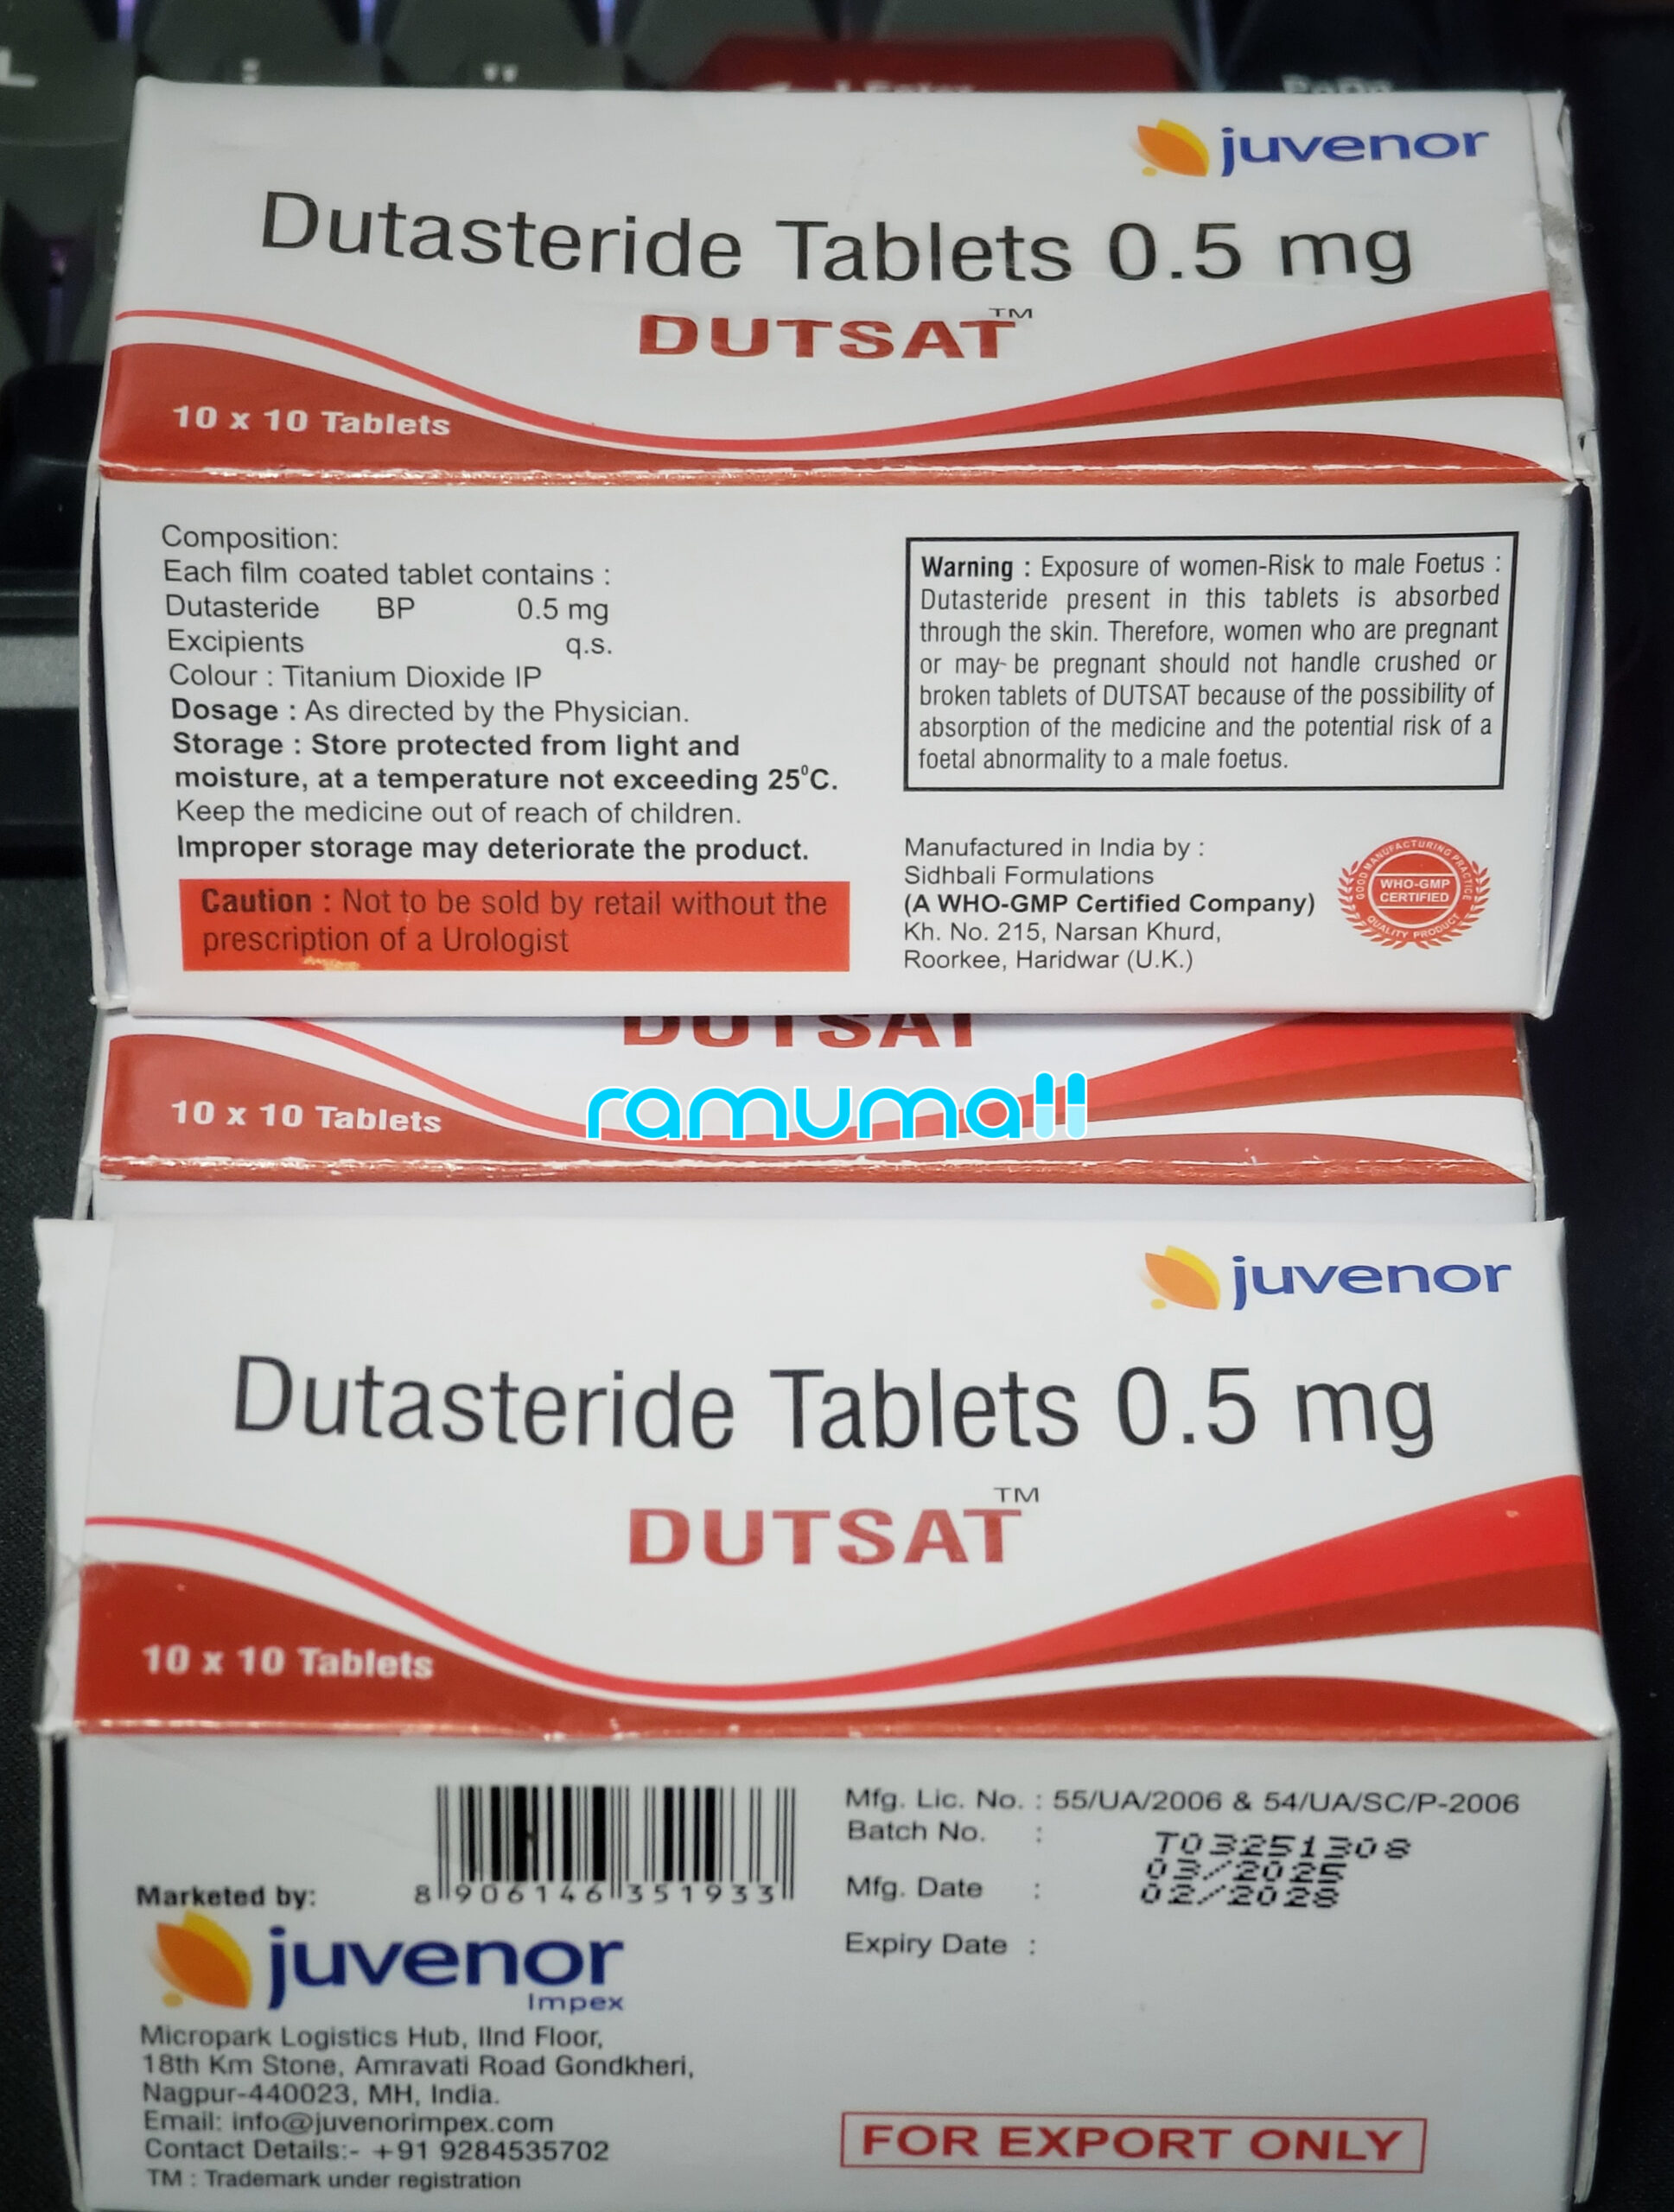 L
Enter
PgDn
juvenor
Dutasteride Tablets 0.5 mg
DUTSAT™
10 x 10 Tablets
Composition:
Each film coated tablet contains :
Dutasteride BP 0.5 mg
Excipients q.s.
Colour : Titanium Dioxide IP
Dosage : As directed by the Physician.
Storage : Store protected from light and
moisture, at a temperature not exceeding 25⁰C.
Keep the medicine out of reach of children.
Improper storage may deteriorate the product.
Caution : Not to be sold by retail without the
prescription of a Urologist
Warning : Exposure of women-Risk to male Foetus :
Dutasteride present in this tablets is absorbed
through the skin. Therefore, women who are pregnant
or may be pregnant should not handle crushed or
broken tablets of DUTSAT because of the possibility of
absorption of the medicine and the potential risk of a
foetal abnormality to a male foetus.
Manufactured in India by :
Sidhbali Formulations
(A WHO-GMP Certified Company)
Kh. No. 215, Narsan Khurd,
Roorkee, Haridwar (U.K.)
GOOD MANUFACTURING PRACTICE
WHO-GMP
CERTIFIED
QUALITY PRODUCT
DUTSAT
10 x 10 Tablets
ramumall
juvenor
Dutasteride Tablets 0.5 mg
DUTSAT™
10 x 10 Tablets
8 906146 351933
Marketed by:
juvenor
Impex
Micropark Logistics Hub, IInd Floor,
18th Km Stone, Amravati Road Gondkheri,
Nagpur-440023, MH, India.
Email: info@juvenorimpex.com
Contact Details:- +91 9284535702
TM : Trademark under registration
Mfg. Lic. No. : 55/UA/2006 & 54/UA/SC/P-2006
Batch No. : T03251308
Mfg. Date : 03/2025
Expiry Date : 02/2028
FOR EXPORT ONLY